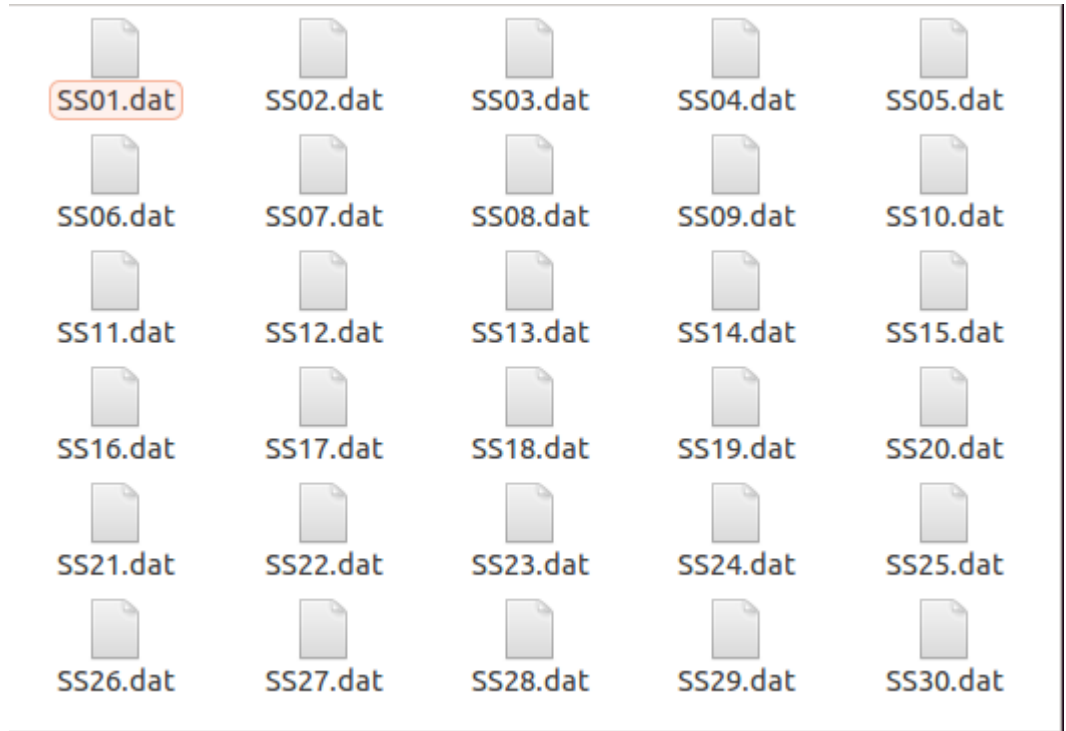 SS01.dat SS02.dat SS03.dat SS04.dat SS05.dat
SS06.dat SS07.dat SS08.dat SS09.dat SS10.dat
SS11.dat SS12.dat SS13.dat SS14.dat SS15.dat
SS16.dat SS17.dat SS18.dat SS19.dat SS20.dat
SS21.dat SS22.dat SS23.dat SS24.dat SS25.dat
SS26.dat SS27.dat SS28.dat SS29.dat SS30.dat